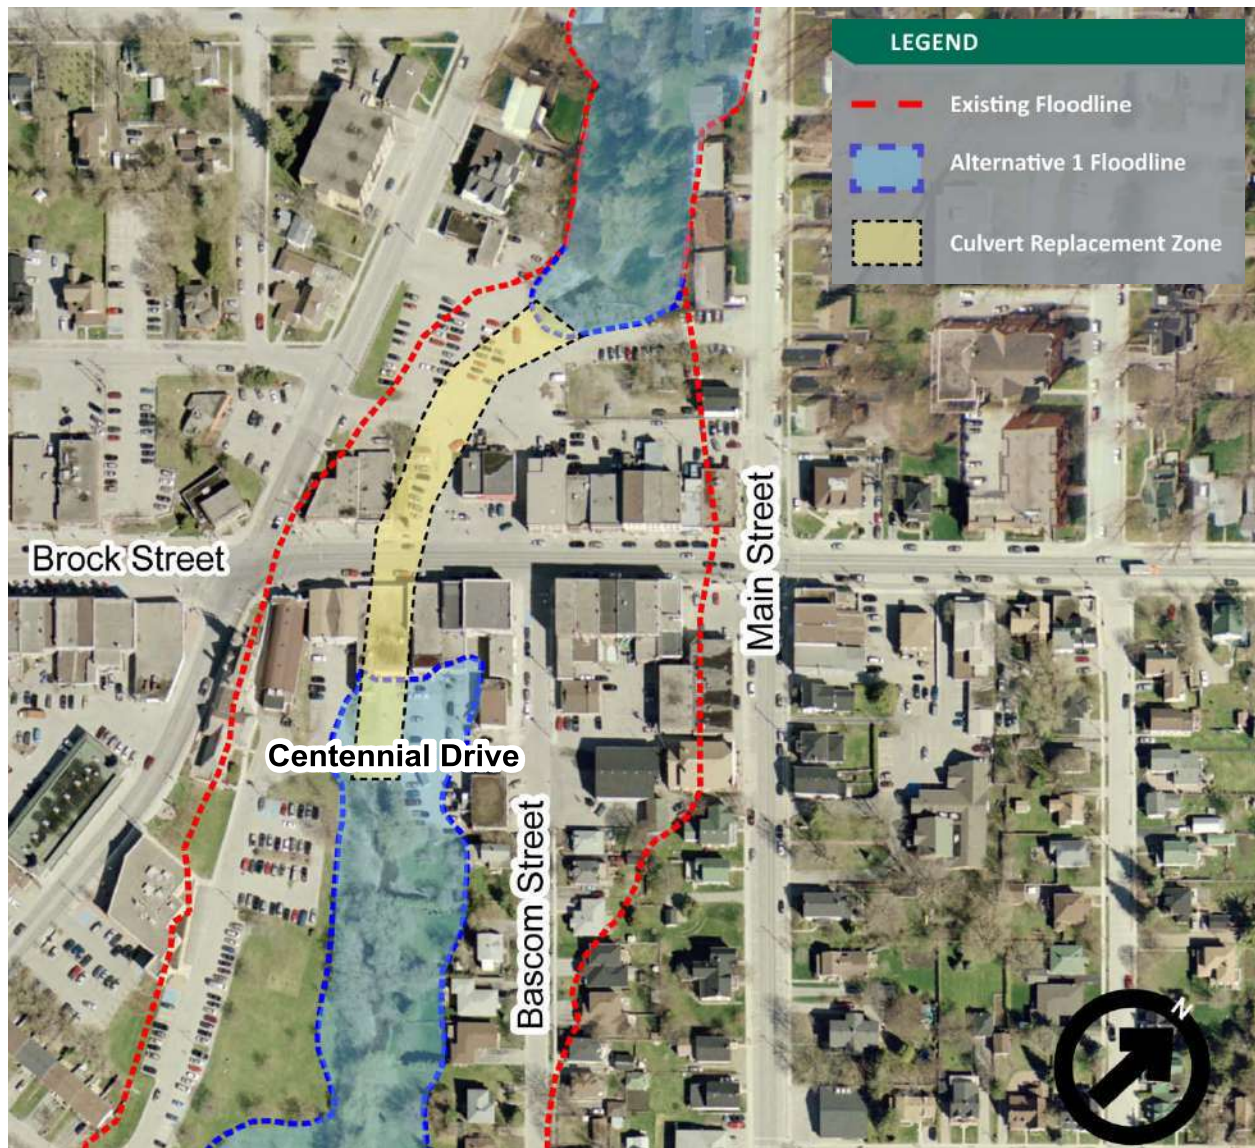 LEGEND
Existing Floodline
Alternative 1 Floodline
Culvert Replacement Zone
Brock Street
Main Street
Centennial Drive
Bascom Street
N